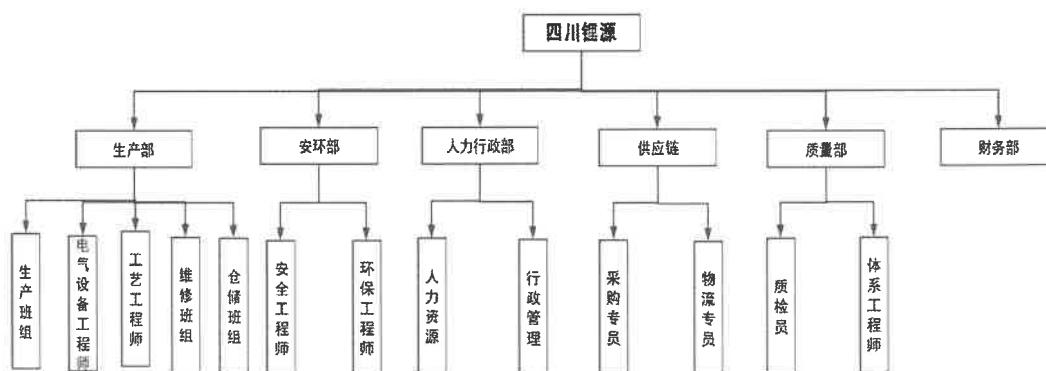 四川锂源
生产部
安环部
人力行政部
供应链
质量部
财务部
生产班组
电气设备工程师
工艺工程师
维修班组
仓储班组
安全工程师
环保工程师
人力资源
行政管理
采购专员
物流专员
质检员
体系工程师